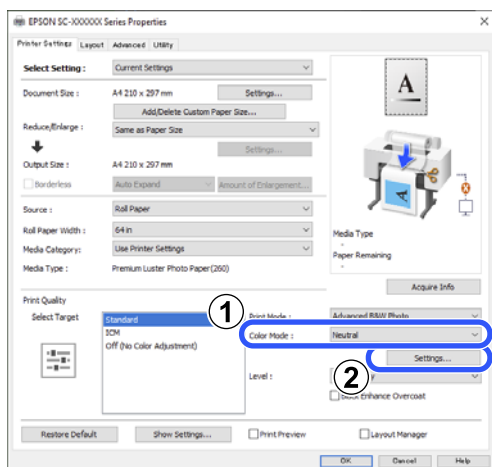 EPSON SC-XXXXXX Series Properties
Printer Settings Layout Advanced Utility
Select Setting : Current Settings
Document Size : A4 210 x 297 mm Settings...
Add/Delete Custom Paper Size...
Reduce/Enlarge : Same as Paper Size
Settings...
Output Size : A4 210 x 297 mm
Borderless Auto Expand Amount of Enlargement...
Source : Roll Paper
Roll Paper Width : 64 in
Media Category: Use Printer Settings
Media Type : Premium Luster Photo Paper(260)
A
A
Media Type
-
Paper Remaining
-
Acquire Info
Print Quality
Select Target
Standard
ICM
Off (No Color Adjustment)
1
Print Mode : Advanced B&W Photo
Color Mode : Neutral
2
Settings...
Level :
Enhance Overcoat
Restore Default Show Settings... Print Preview Layout Manager
OK Cancel Help